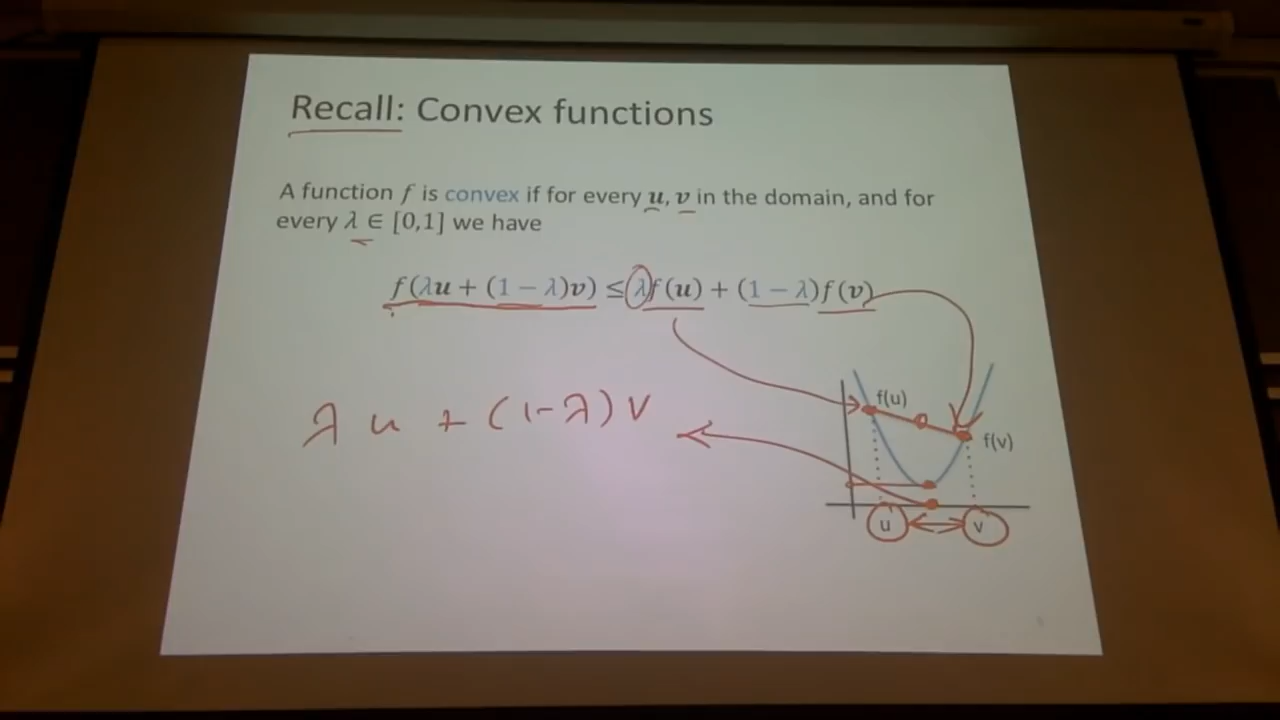 Recall: Convex functions
A function f is convex if for every u, v in the domain, and for
every λ ∈ [0,1] we have
f(λu + (1 − λ)v) ≤ λf(u) + (1 − λ)f(v)
λ u + (1-λ) v
f(u)
f(v)
u
v